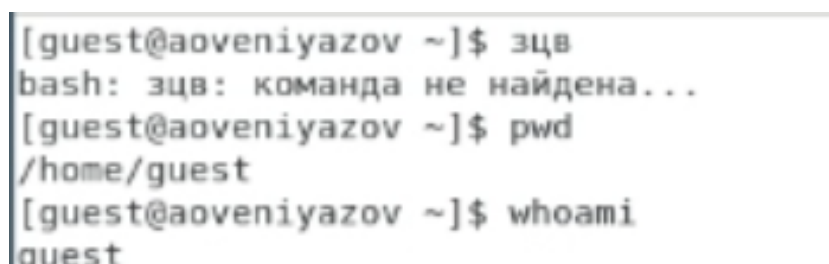 [guest@aoveniyazov ~]$ зцв
bash: зцв: команда не найдена...
[guest@aoveniyazov ~]$ pwd
/home/guest
[guest@aoveniyazov ~]$ whoami
guest